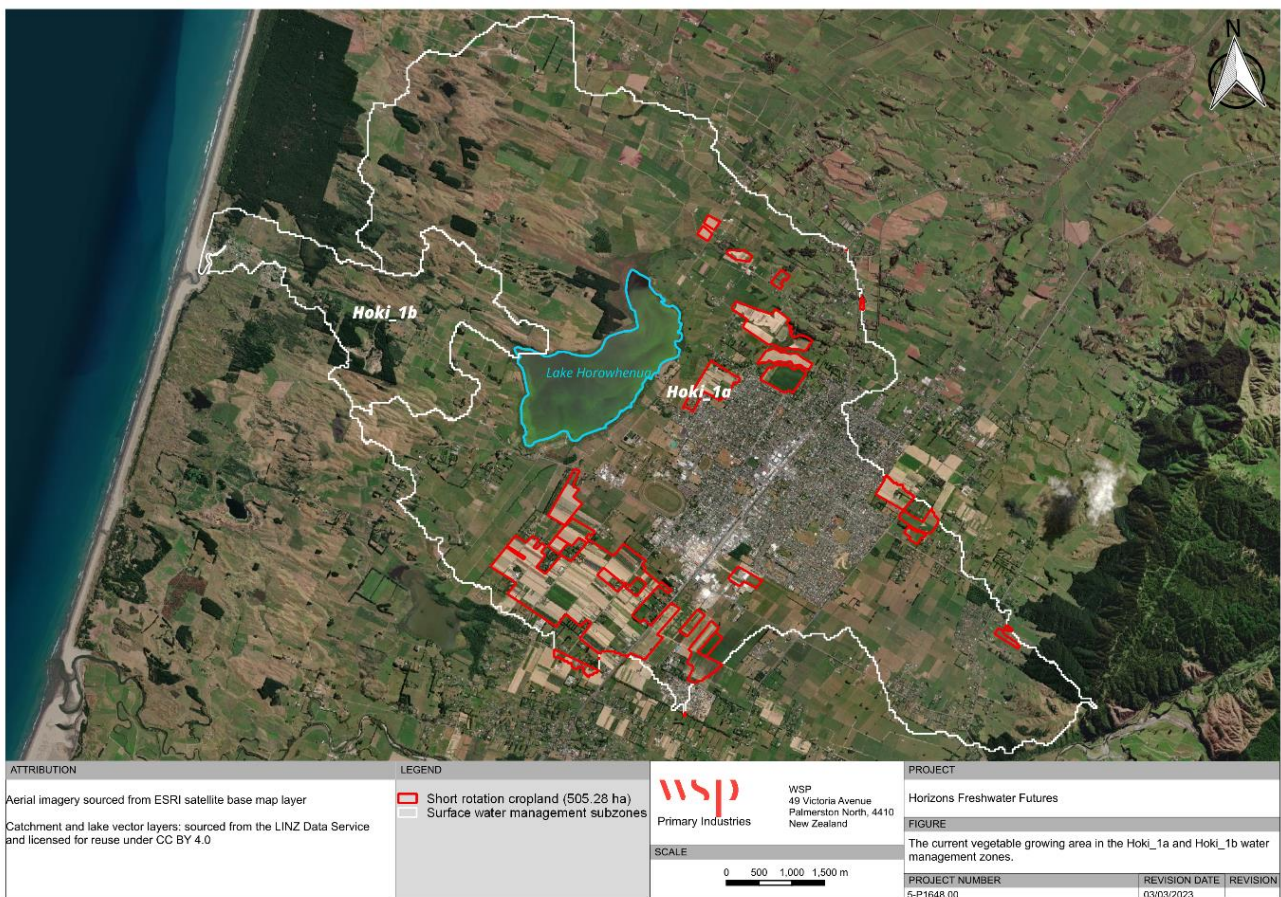 N
Hoki_1b
Lake Horowhenua
Hoki_1a
ATTRIBUTION
Aerial imagery sourced from ESRI satellite base map layer
Catchment and lake vector layers: sourced from the LINZ Data Service
and licensed for reuse under CC BY 4.0
LEGEND
Short rotation cropland (505.28 ha)
Surface water management subzones
wsp
Primary Industries
WSP
49 Victoria Avenue
Palmerston North, 4410
New Zealand
SCALE
0 500 1,000 1,500 m
PROJECT
Horizons Freshwater Futures
FIGURE
The current vegetable growing area in the Hoki_1a and Hoki_1b water
management zones.
PROJECT NUMBER
REVISION DATE
REVISION
5-P1648.00
03/03/2023